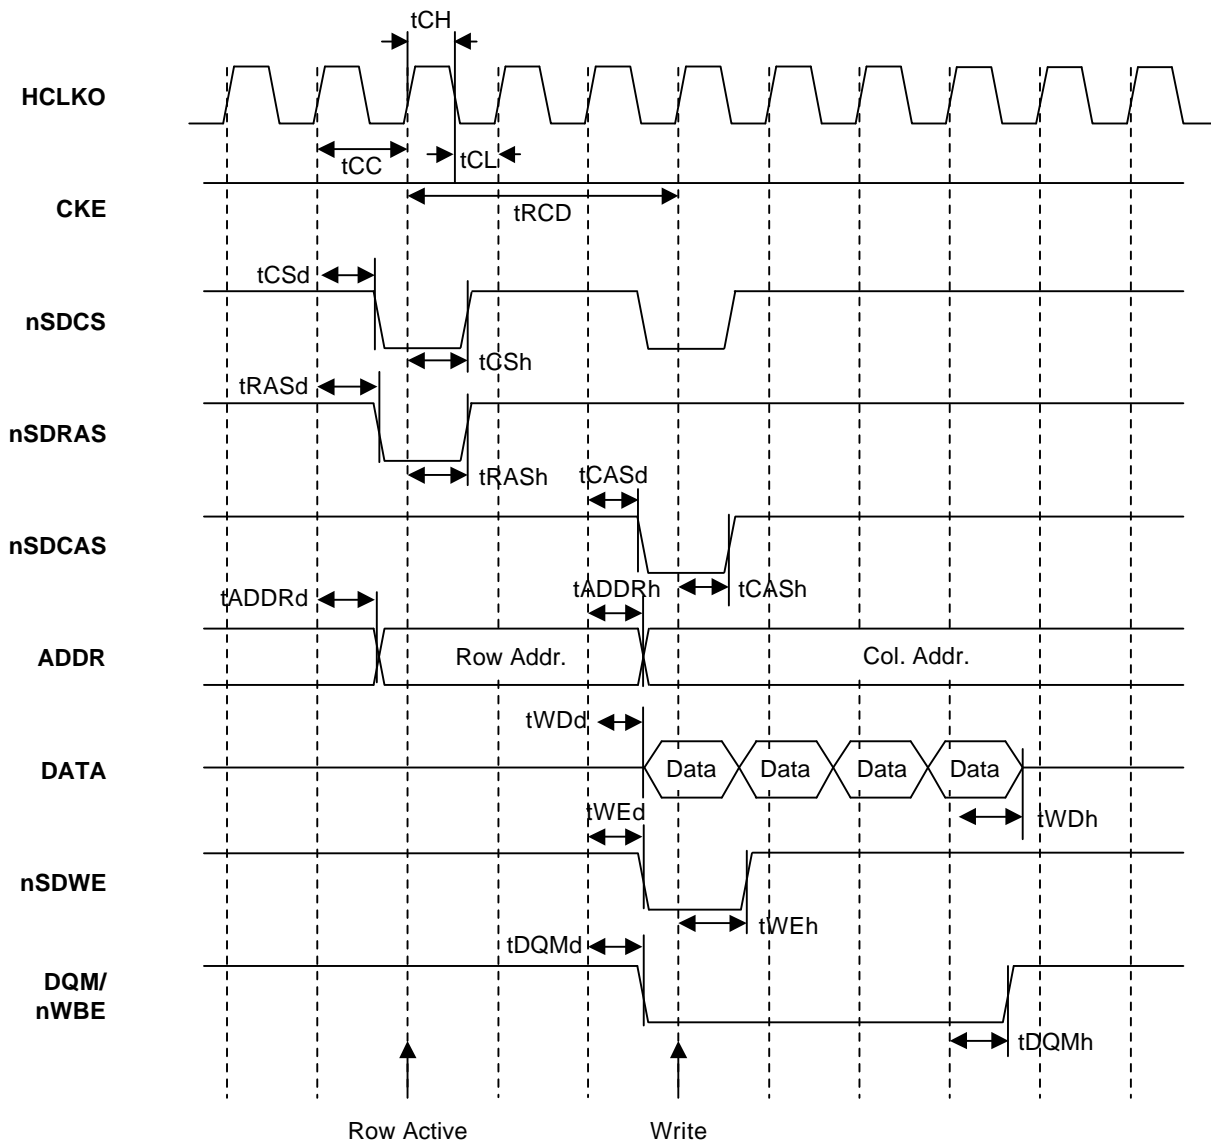 tCH
HCLKO
tCC
tCL
CKE
tRCD
tCSd
nSDCS
tCSh
tRASd
nSDRAS
tRASh
tCASd
nSDCAS
tADDRd
tADDRh
tCASh
ADDR
Row Addr.
Col. Addr.
tWDd
DATA
Data
Data
Data
Data
tWEd
tWDh
nSDWE
tWEh
tDQMd
DQM/
nWBE
tDQMh
Row Active
Write